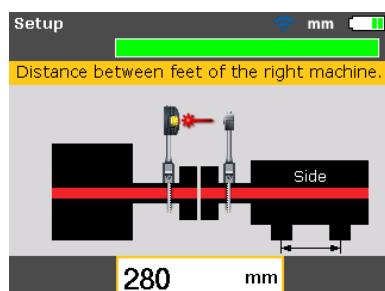 Setup mm
Distance between feet of the right machine.
Side
280 mm